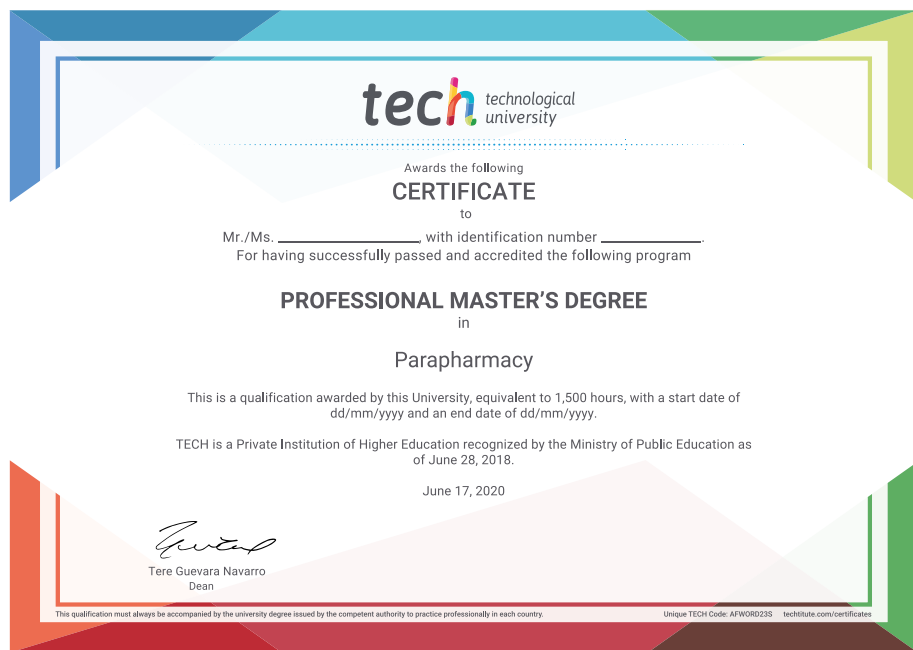 tech technological
university
Awards the following
CERTIFICATE
to
Mr./Ms. ____________, with identification number ____________.
For having successfully passed and accredited the following program
PROFESSIONAL MASTER'S DEGREE
in
Parapharmacy
This is a qualification awarded by this University, equivalent to 1,500 hours, with a start date of
dd/mm/yyyy and an end date of dd/mm/yyyy.
TECH is a Private Institution of Higher Education recognized by the Ministry of Public Education as
of June 28, 2018.
June 17, 2020
Tere Guevara Navarro
Dean
This qualification must always be accompanied by the university degree issued by the competent authority to practice professionally in each country. Unique TECH Code: AFWORD23S techtitute.com/certificates